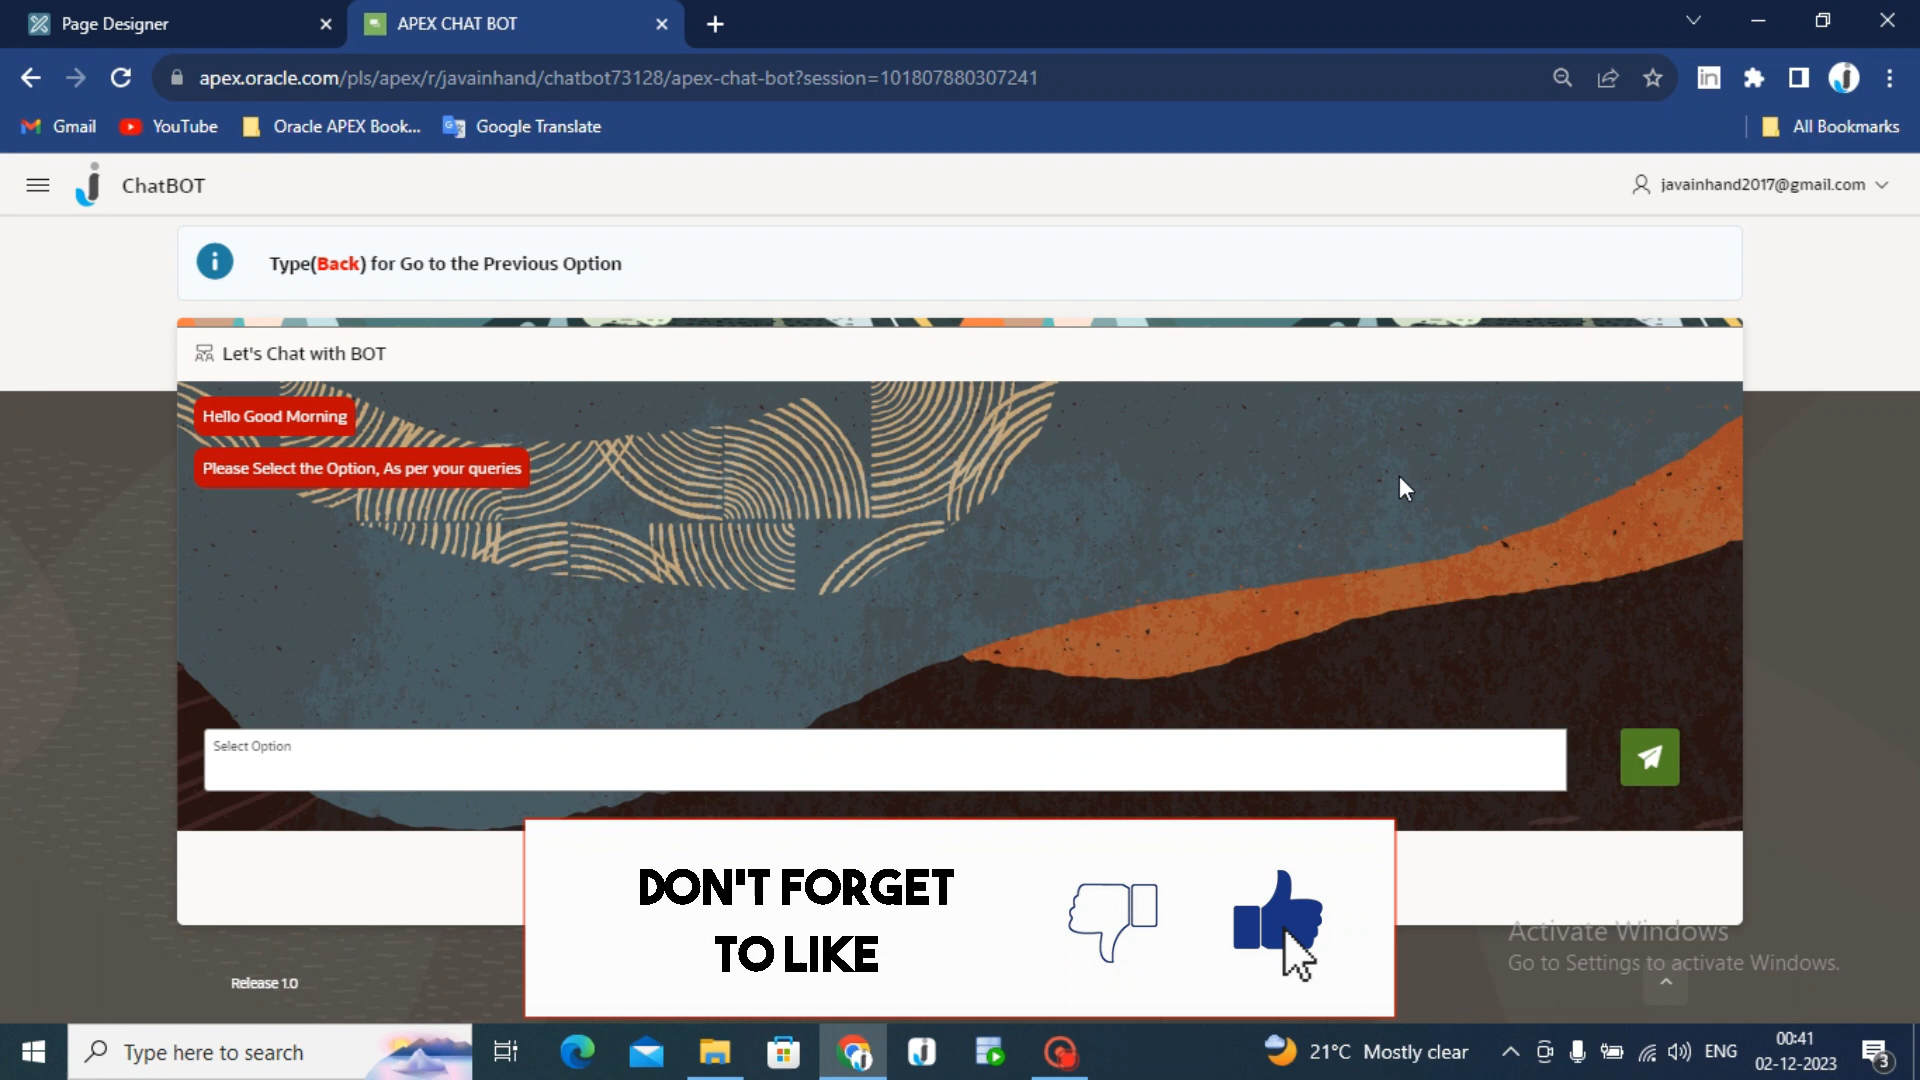 Page Designer
APEX CHAT BOT
apex.oracle.com/pls/apex/r/javainhand/chatbot73128/apex-chat-bot?session=101807880307241
Gmail
YouTube
Oracle APEX Book...
Google Translate
All Bookmarks
ChatBOT
javainhand2017@gmail.com
Type(Back) for Go to the Previous Option
Let's Chat with BOT
Hello Good Morning
Please Select the Option, As per your queries
Select Option
DON'T FORGET
TO LIKE
Activate Windows
Go to Settings to activate Windows.
Release 1.0
Type here to search
21°C Mostly clear
ENG
00:41
02-12-2023
3